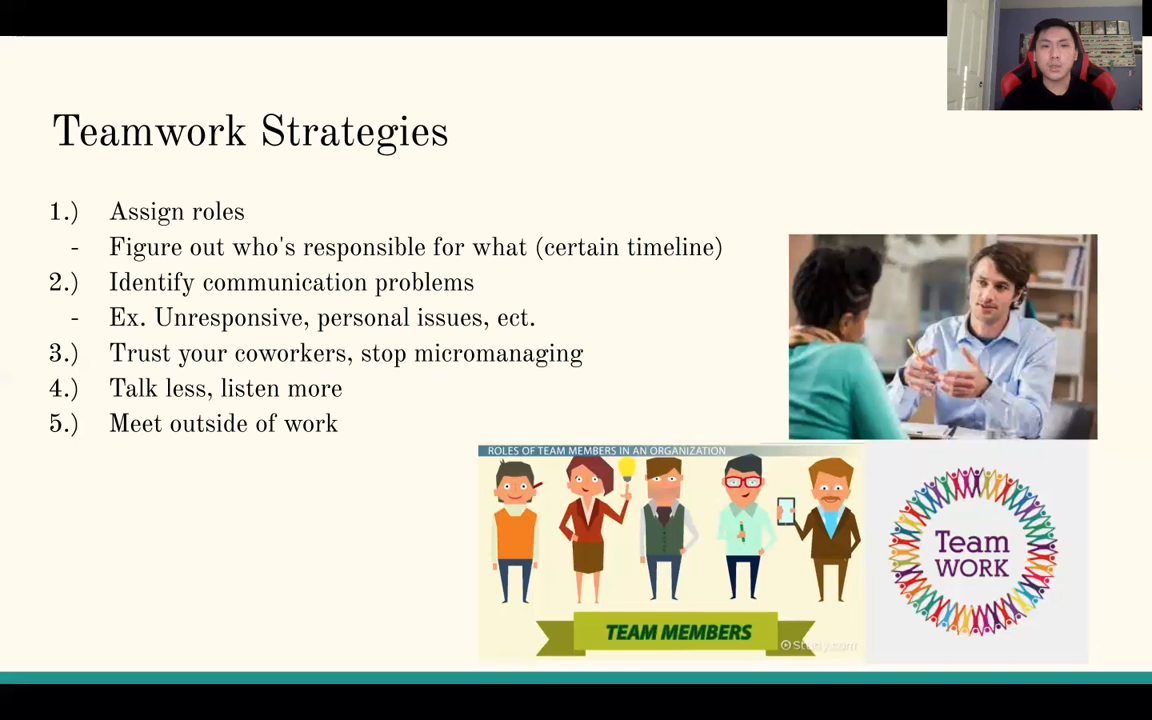 Teamwork Strategies
1.) Assign roles
- Figure out who's responsible for what (certain timeline)
2.) Identify communication problems
- Ex. Unresponsive, personal issues, ect.
3.) Trust your coworkers, stop micromanaging
4.) Talk less, listen more
5.) Meet outside of work
ROLES OF TEAM MEMBERS IN AN ORGANIZATION
TEAM MEMBERS
Study.com
Team
WORK